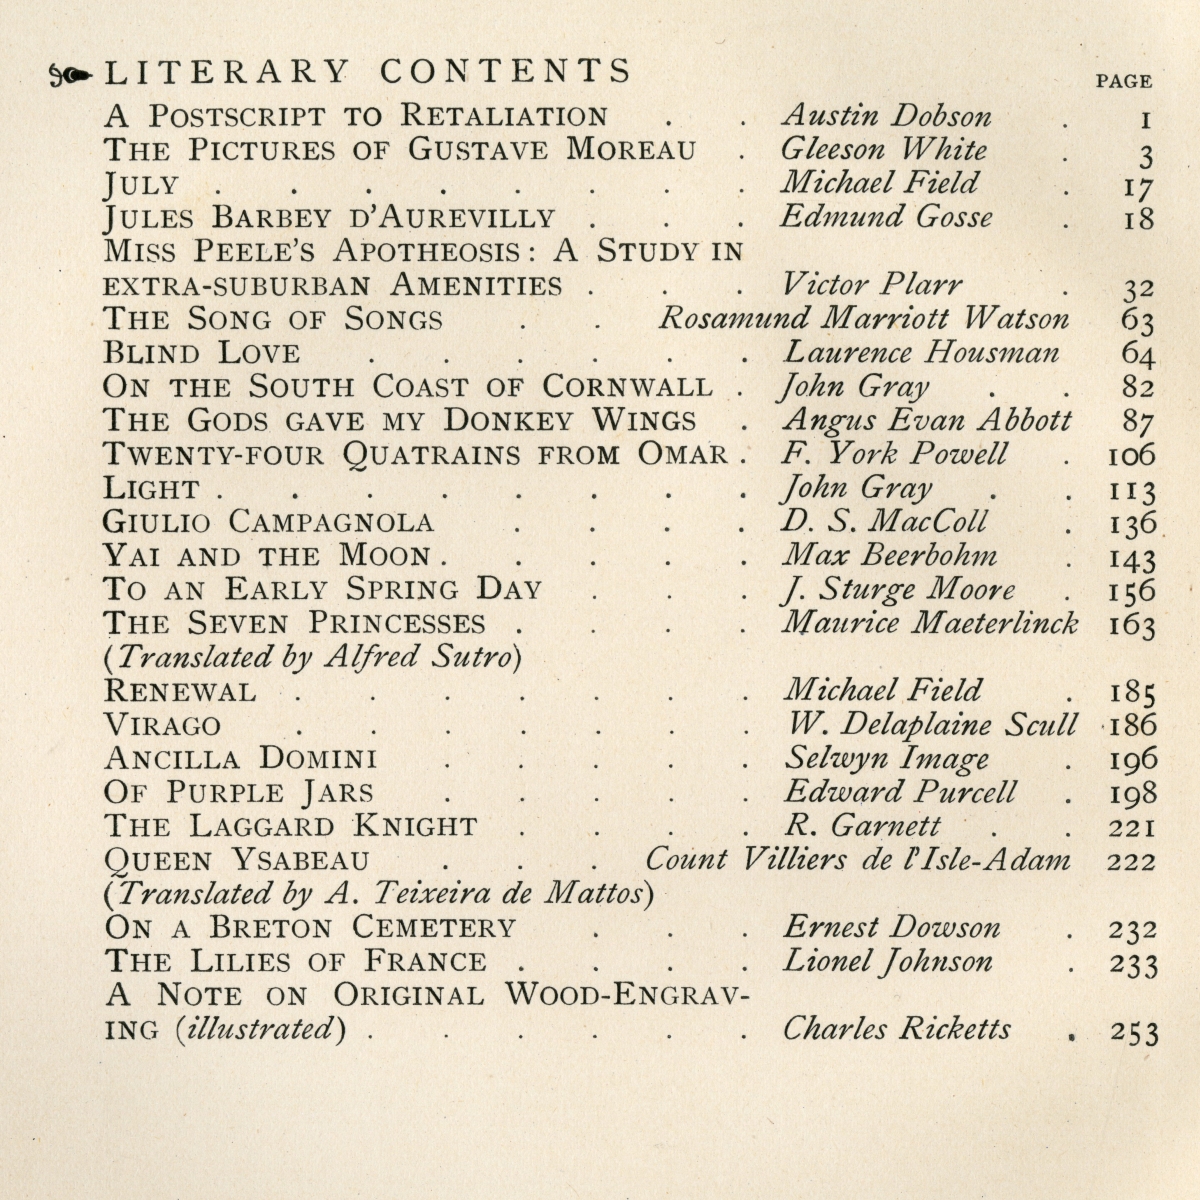 LITERARY CONTENTS
PAGE
A POSTSCRIPT TO RETALIATION . . Austin Dobson . 1
THE PICTURES OF GUSTAVE MOREAU . Gleeson White . 3
JULY . . . . . . . . Michael Field . 17
JULES BARBEY D'AUREVILLY . . . Edmund Gosse . 18
MISS PEELE'S APOTHEOSIS: A STUDY IN
EXTRA-SUBURBAN AMENITIES . . . Victor Plarr . 32
THE SONG OF SONGS . . Rosamund Marriott Watson 63
BLIND LOVE . . . . . . Laurence Housman 64
ON THE SOUTH COAST OF CORNWALL . John Gray . . 82
THE GODS GAVE MY DONKEY WINGS . Angus Evan Abbott 87
TWENTY-FOUR QUATRAINS FROM OMAR . F. York Powell . 106
LIGHT . . . . . . . . John Gray . . 113
GIULIO CAMPAGNOLA . . . . D. S. MacColl . 136
YAI AND THE MOON . . . . . Max Beerbohm . 143
TO AN EARLY SPRING DAY . . . J. Sturge Moore . 156
THE SEVEN PRINCESSES . . . . Maurice Maeterlinck 163
(Translated by Alfred Sutro)
RENEWAL . . . . . . . Michael Field . 185
VIRAGO . . . . . . . W. Delaplaine Scull 186
ANCILLA DOMINI . . . . . Selwyn Image . 196
OF PURPLE JARS . . . . . Edward Purcell . 198
THE LAGGARD KNIGHT . . . . R. Garnett . . 221
QUEEN YSABEAU . . . Count Villiers de l'Isle-Adam 222
(Translated by A. Teixeira de Mattos)
ON A BRETON CEMETERY . . . Ernest Dowson . 232
THE LILIES OF FRANCE . . . . Lionel Johnson . 233
A NOTE ON ORIGINAL WOOD-ENGRAV-
ING (illustrated) . . . . . . Charles Ricketts . 253